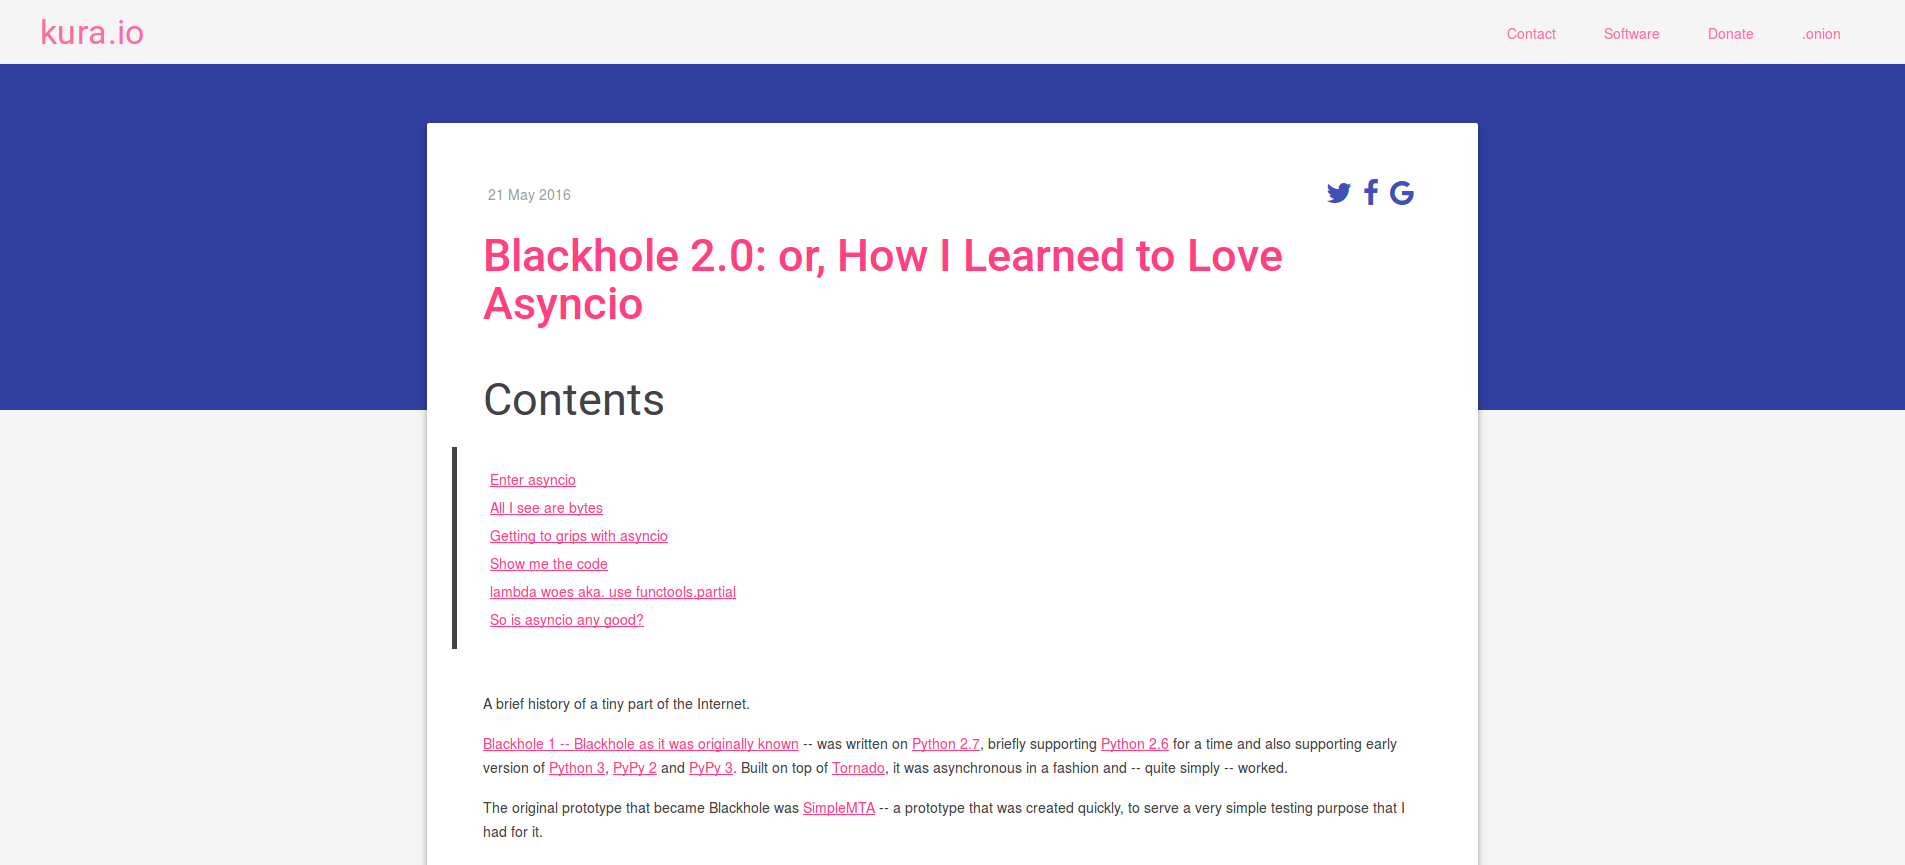 kura.io
Contact Software Donate .onion
21 May 2016
Blackhole 2.0: or, How I Learned to Love
Asyncio
Contents
Enter asyncio
All I see are bytes
Getting to grips with asyncio
Show me the code
lambda woes aka. use functools.partial
So is asyncio any good?
A brief history of a tiny part of the Internet.
Blackhole 1 -- Blackhole as it was originally known -- was written on Python 2.7, briefly supporting Python 2.6 for a time and also supporting early
version of Python 3, PyPy 2 and PyPy 3. Built on top of Tornado, it was asynchronous in a fashion and -- quite simply -- worked.
The original prototype that became Blackhole was SimpleMTA -- a prototype that was created quickly, to serve a very simple testing purpose that I
had for it.